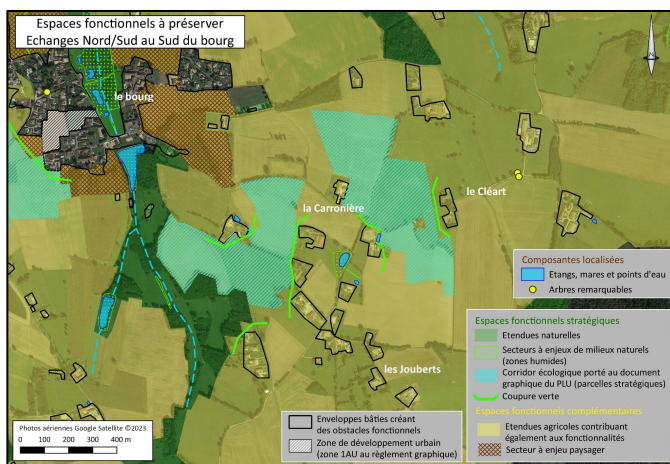 Espaces fonctionnels à préserver
Echanges Nord/Sud au Sud du bourg
le bourg
le Cléart
la Carronière
les Jouberts
Composantes localisées
Etangs, mares et points d'eau
Arbres remarquables
Espaces fonctionnels stratégiques
Etendues naturelles
Secteurs à enjeux de milieux naturels
(zones humides)
Corridor écologique porté au document
graphique du PLU (parcelles stratégiques)
Coupure verte
Espaces fonctionnels complémentaires
Etendues agricoles contribuant
également aux fonctionnalités
Secteur à enjeu paysager
Enveloppes bâties créant
des obstacles fonctionnels
Zone de développement urbain
(zone 1AU au règlement graphique)
Photos aériennes Google Satellite ©2023
0 100 200 300 400 m